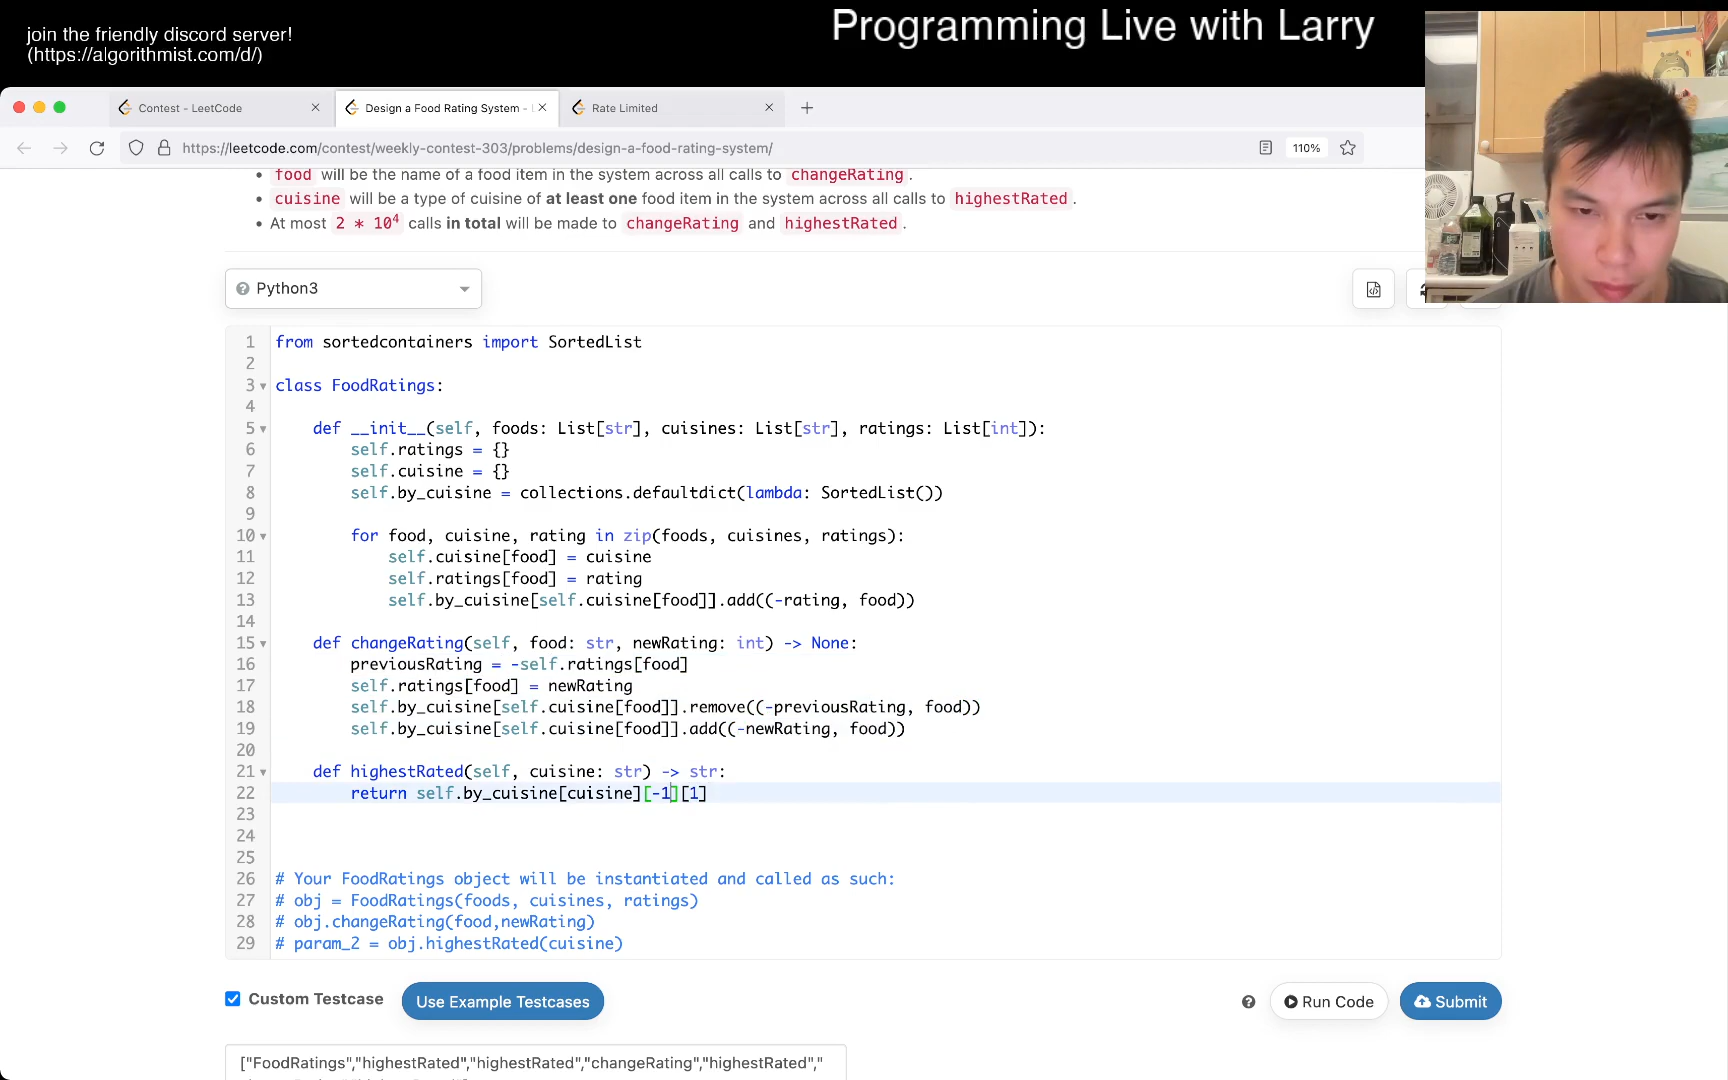 join the friendly discord server!
(https://algorithmist.com/d/)
Programming Live with Larry
Contest - LeetCode
Design a Food Rating System - L
Rate Limited
https://leetcode.com/contest/weekly-contest-303/problems/design-a-food-rating-system/
110%
• food will be the name of a food item in the system across all calls to changeRating.
• cuisine will be a type of cuisine of at least one food item in the system across all calls to highestRated.
• At most 2 * 10⁴ calls in total will be made to changeRating and highestRated.
Python3
1 from sortedcontainers import SortedList
2
3 class FoodRatings:
4
5     def __init__(self, foods: List[str], cuisines: List[str], ratings: List[int]):
6         self.ratings = {}
7         self.cuisine = {}
8         self.by_cuisine = collections.defaultdict(lambda: SortedList())
9
10         for food, cuisine, rating in zip(foods, cuisines, ratings):
11             self.cuisine[food] = cuisine
12             self.ratings[food] = rating
13             self.by_cuisine[self.cuisine[food]].add((-rating, food))
14
15     def changeRating(self, food: str, newRating: int) -> None:
16         previousRating = -self.ratings[food]
17         self.ratings[food] = newRating
18         self.by_cuisine[self.cuisine[food]].remove((-previousRating, food))
19         self.by_cuisine[self.cuisine[food]].add((-newRating, food))
20
21     def highestRated(self, cuisine: str) -> str:
22         return self.by_cuisine[cuisine][-1][1]
23
24
25
26 # Your FoodRatings object will be instantiated and called as such:
27 # obj = FoodRatings(foods, cuisines, ratings)
28 # obj.changeRating(food,newRating)
29 # param_2 = obj.highestRated(cuisine)
Custom Testcase
Use Example Testcases
Run Code
Submit
["FoodRatings","highestRated","highestRated","changeRating","highestRated","